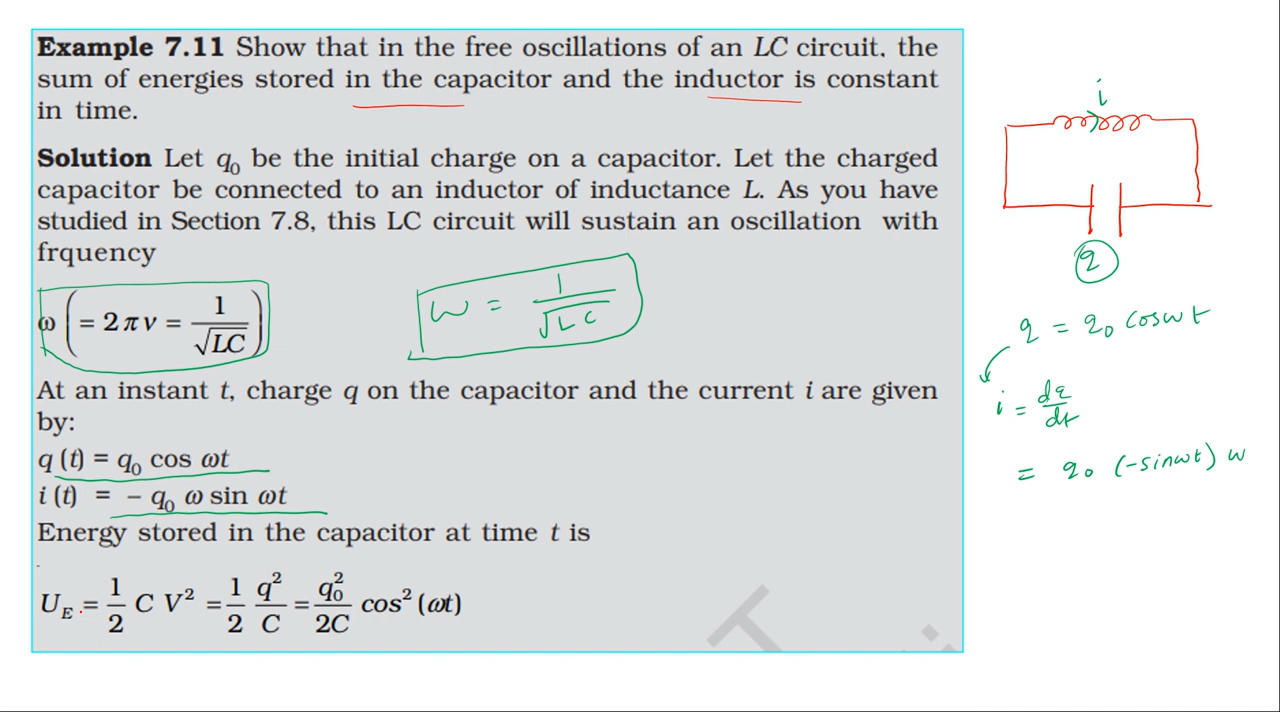 Example 7.11 Show that in the free oscillations of an LC circuit, the
sum of energies stored in the capacitor and the inductor is constant
in time.
Solution Let q₀ be the initial charge on a capacitor. Let the charged
capacitor be connected to an inductor of inductance L. As you have
studied in Section 7.8, this LC circuit will sustain an oscillation with
frquency
ω ( = 2πν = 1/√LC )
ω = 1/√LC
At an instant t, charge q on the capacitor and the current i are given
by:
q (t) = q₀ cos ωt
i (t) = – q₀ ω sin ωt
Energy stored in the capacitor at time t is
U_E = 1/2 C V² = 1/2 q²/C = q₀²/2C cos² (ωt)
i
q
q = q₀ cosωt
i = dq/dt
= q₀ (-sinωt) ω